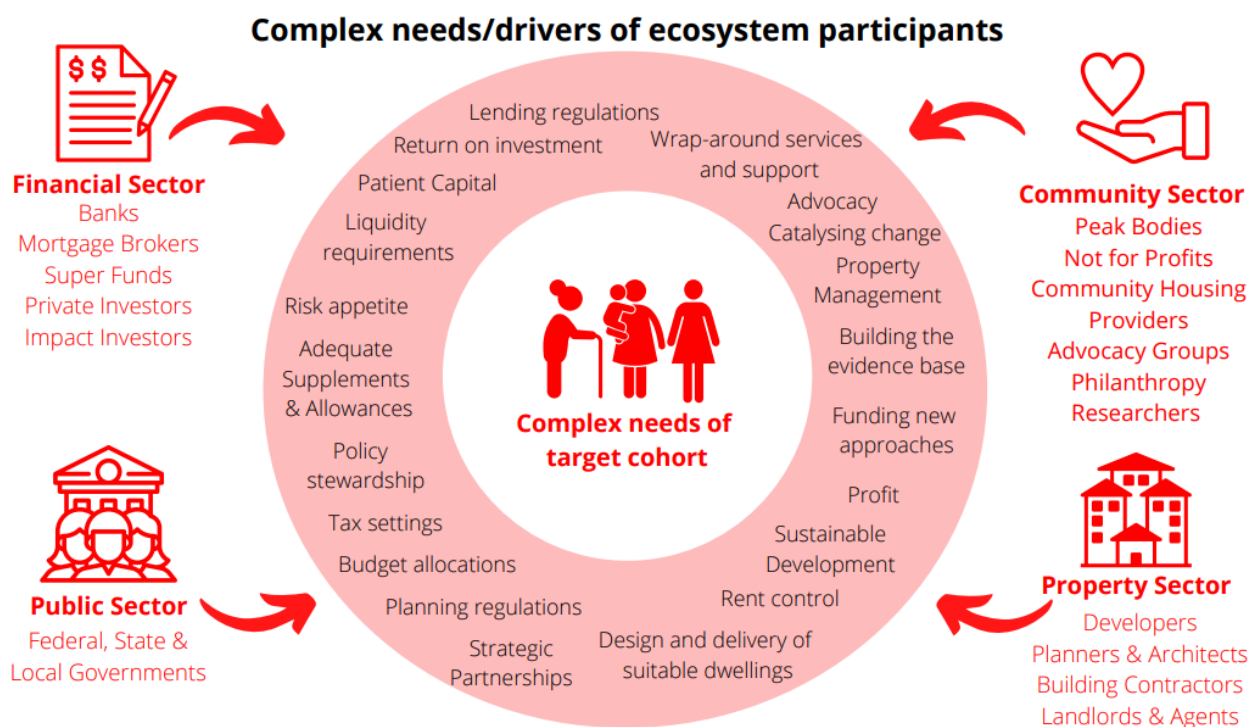 Complex needs/drivers of ecosystem participants
$ $
Financial Sector
Banks
Mortgage Brokers
Super Funds
Private Investors
Impact Investors
Public Sector
Federal, State &
Local Governments
Lending regulations
Return on investment
Patient Capital
Liquidity
requirements
Risk appetite
Adequate
Supplements
& Allowances
Policy
stewardship
Tax settings
Budget allocations
Planning regulations
Strategic
Partnerships
Complex needs of
target cohort
Wrap-around services
and support
Advocacy
Catalysing change
Property
Management
Building the
evidence base
Funding new
approaches
Profit
Sustainable
Development
Rent control
Design and delivery of
suitable dwellings
Community Sector
Peak Bodies
Not for Profits
Community Housing
Providers
Advocacy Groups
Philanthropy
Researchers
Property Sector
Developers
Planners & Architects
Building Contractors
Landlords & Agents